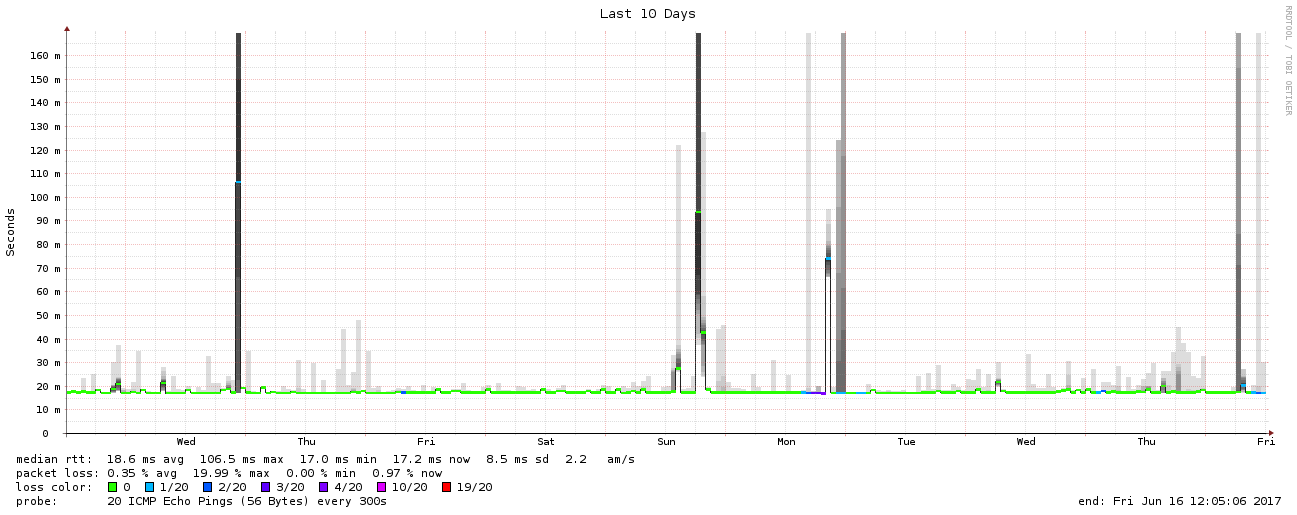 Last 10 Days
RRDTOOL / TOBI OETIKER
Seconds
160 m
150 m
140 m
130 m
120 m
110 m
100 m
90 m
80 m
70 m
60 m
50 m
40 m
30 m
20 m
10 m
0
Wed Thu Fri Sat Sun Mon Tue Wed Thu Fri
median rtt: 18.6 ms avg 106.5 ms max 17.0 ms min 17.2 ms now 8.5 ms sd 2.2 am/s
packet loss: 0.35 % avg 19.99 % max 0.00 % min 0.97 % now
loss color: 0 1/20 2/20 3/20 4/20 10/20 19/20
probe: 20 ICMP Echo Pings (56 Bytes) every 300s end: Fri Jun 16 12:05:06 2017